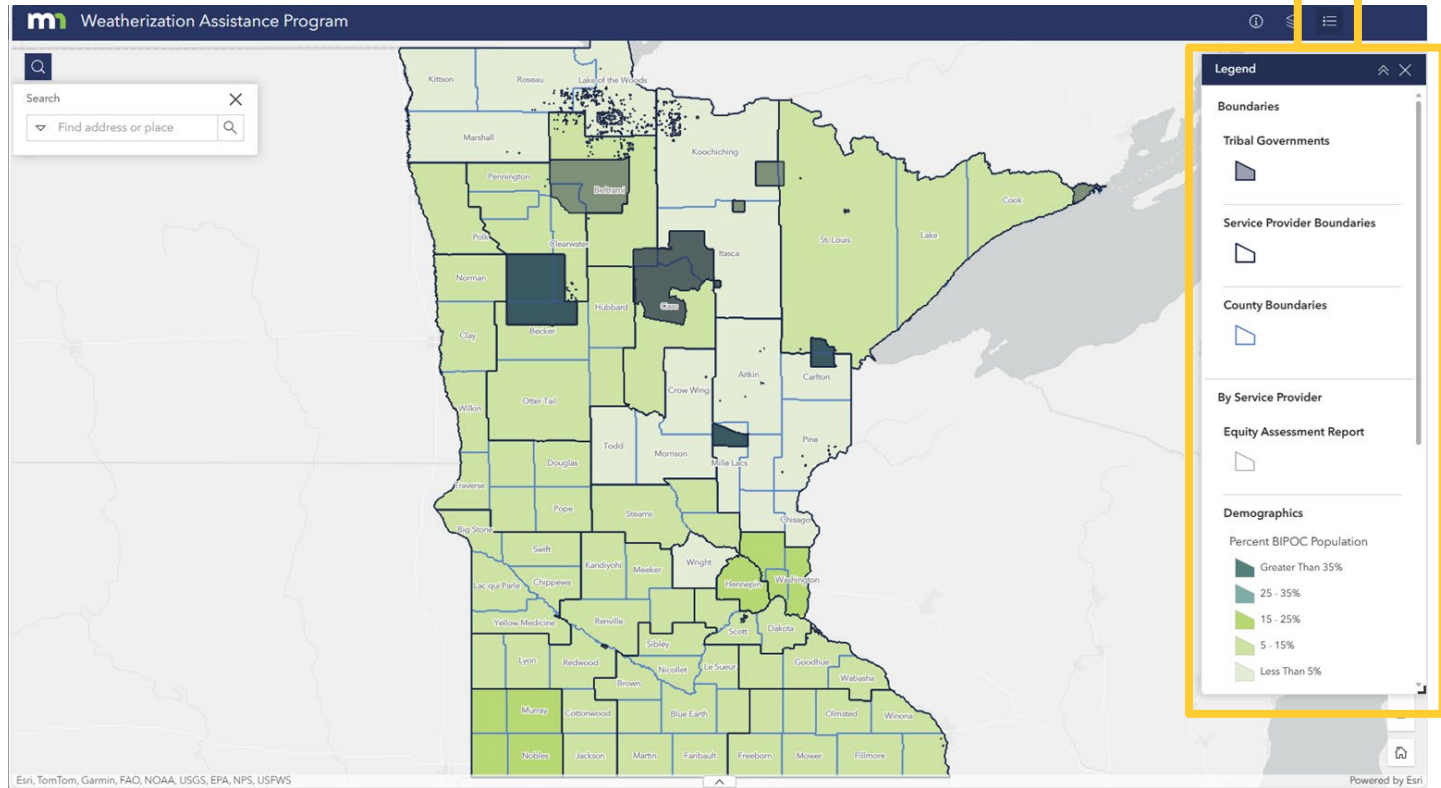 mn Weatherization Assistance Program
Search
Find address or place
Kittson
Roseau
Lake of the Woods
Marshall
Koochiching
Pennington
Beltrami
Cook
Polk
Clearwater
St. Louis
Lake
Itasca
Norman
Hubbard
Cass
Clay
Becker
Aitkin
Carlton
Crow Wing
Wilkin
Otter Tail
Todd
Morrison
Pine
Mille Lacs
Douglas
Traverse
Pope
Stearns
Big Stone
Chisago
Swift
Kandiyohi
Meeker
Wright
Hennepin
Washington
Lac qui Parle
Chippewa
Yellow Medicine
Renville
Scott
Dakota
Sibley
Lyon
Redwood
Nicollet
Le Sueur
Goodhue
Wabasha
Brown
Murray
Cottonwood
Blue Earth
Olmsted
Winona
Nobles
Jackson
Martin
Faribault
Freeborn
Mower
Fillmore
Legend
Boundaries
Tribal Governments
Service Provider Boundaries
County Boundaries
By Service Provider
Equity Assessment Report
Demographics
Percent BIPOC Population
Greater Than 35%
25 - 35%
15 - 25%
5 - 15%
Less Than 5%
Esri, TomTom, Garmin, FAO, NOAA, USGS, EPA, NPS, USFWS
Powered by Esri